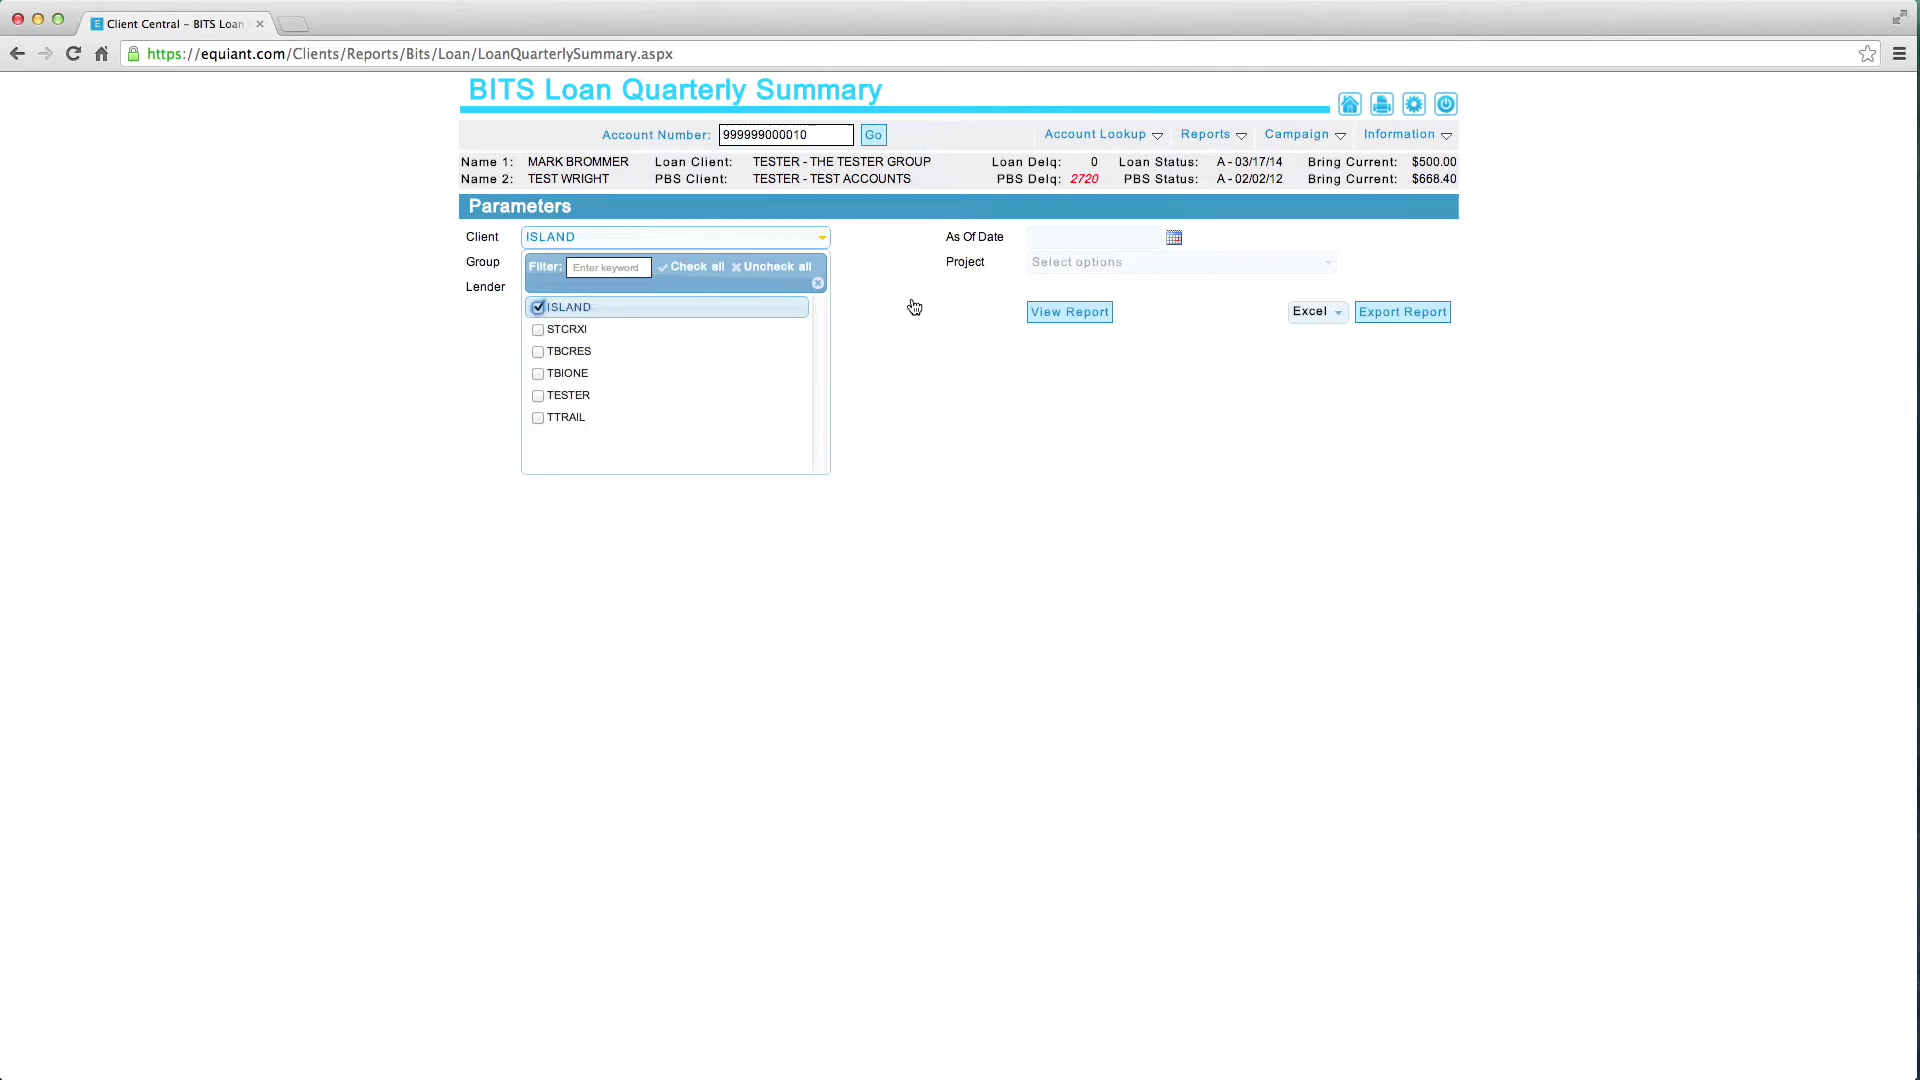 Client Central – BITS Loan
https://equiant.com/Clients/Reports/Bits/Loan/LoanQuarterlySummary.aspx
BITS Loan Quarterly Summary
Account Number: 999999000010 Go Account Lookup Reports Campaign Information
Name 1: MARK BROMMER Loan Client: TESTER - THE TESTER GROUP Loan Delq: 0 Loan Status: A - 03/17/14 Bring Current: $500.00
Name 2: TEST WRIGHT PBS Client: TESTER - TEST ACCOUNTS PBS Delq: 2720 PBS Status: A - 02/02/12 Bring Current: $668.40
Parameters
Client ISLAND As Of Date
Group Filter: Enter keyword Check all Uncheck all Project Select options
Lender
ISLAND View Report Excel Export Report
STCRXI
TBCRES
TBIONE
TESTER
TTRAIL